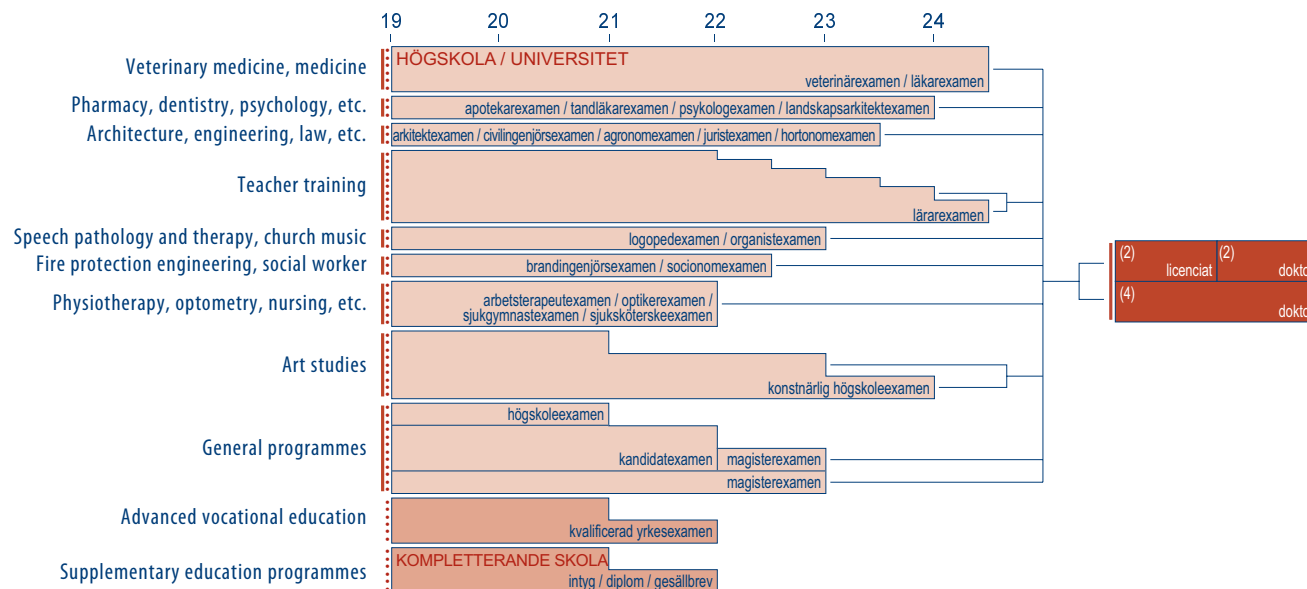 19 20 21 22 23 24
Veterinary medicine, medicine
HÖGSKOLA / UNIVERSITET
veterinärexamen / läkarexamen
Pharmacy, dentistry, psychology, etc.
apotekarexamen / tandläkarexamen / psykologexamen / landskapsarkitektexamen
Architecture, engineering, law, etc.
arkitektexamen / civilingenjörsexamen / agronomexamen / juristexamen / hortonomexamen
Teacher training
lärarexamen
Speech pathology and therapy, church music
logopedexamen / organistexamen
Fire protection engineering, social worker
brandingenjörsexamen / socionomexamen
(2) licenciat (2) dokto
(4) dokto
Physiotherapy, optometry, nursing, etc.
arbetsterapeutexamen / optikerexamen /
sjukgymnastexamen / sjuksköterskeexamen
Art studies
konstnärlig högskoleexamen
General programmes
högskoleexamen
kandidatexamen magisterexamen
magisterexamen
Advanced vocational education
kvalificerad yrkesexamen
Supplementary education programmes
KOMPLETTERANDE SKOLA
intyg / diplom / gesällbrev